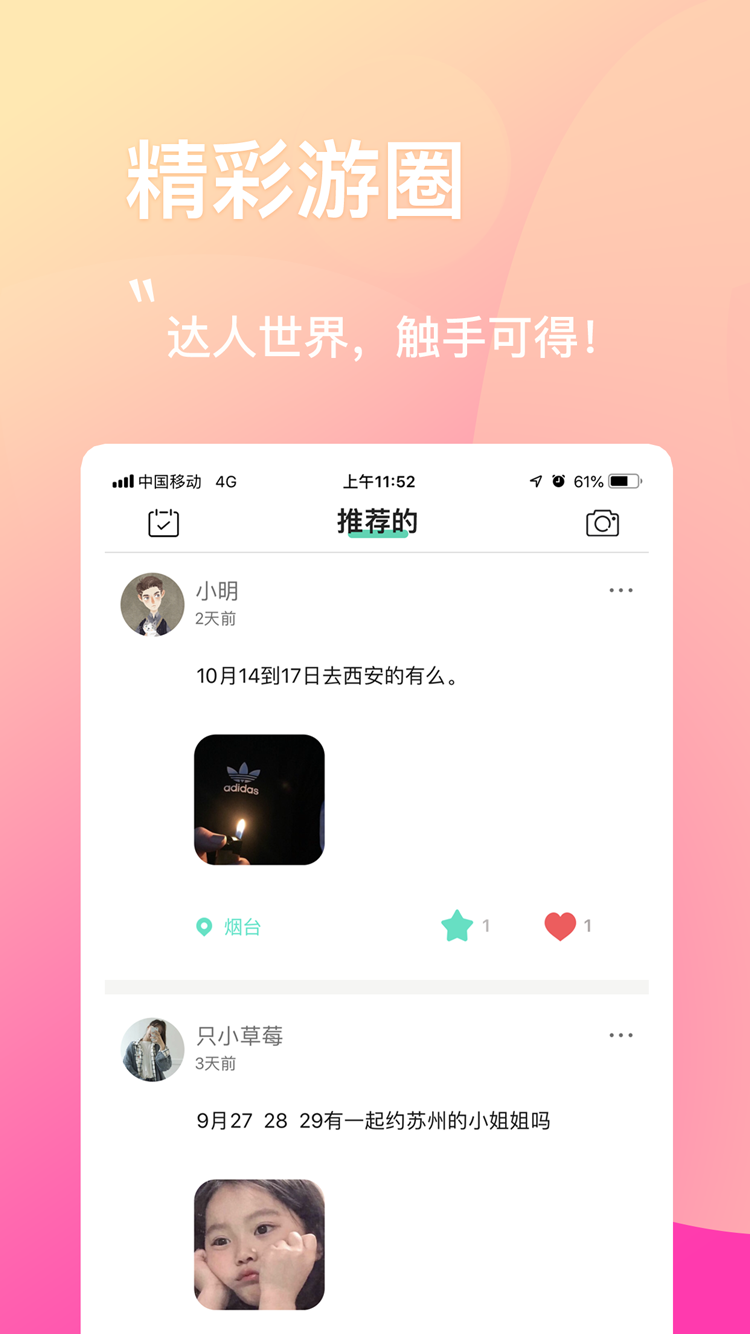 精彩游圈
"
达人世界，触手可得！
中国移动 4G 上午11:52 61%
推荐的
小明
2天前
10月14到17日去西安的有么。
adidas
烟台 1 1
只小草莓
3天前
9月27 28 29有一起约苏州的小姐姐吗